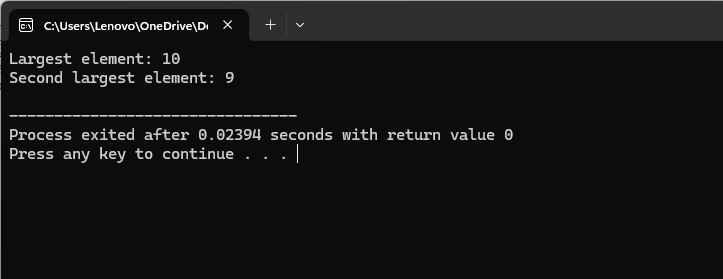 C:\Users\Lenovo\OneDrive\De
Largest element: 10
Second largest element: 9
--------------------------------
Process exited after 0.02394 seconds with return value 0
Press any key to continue . . .